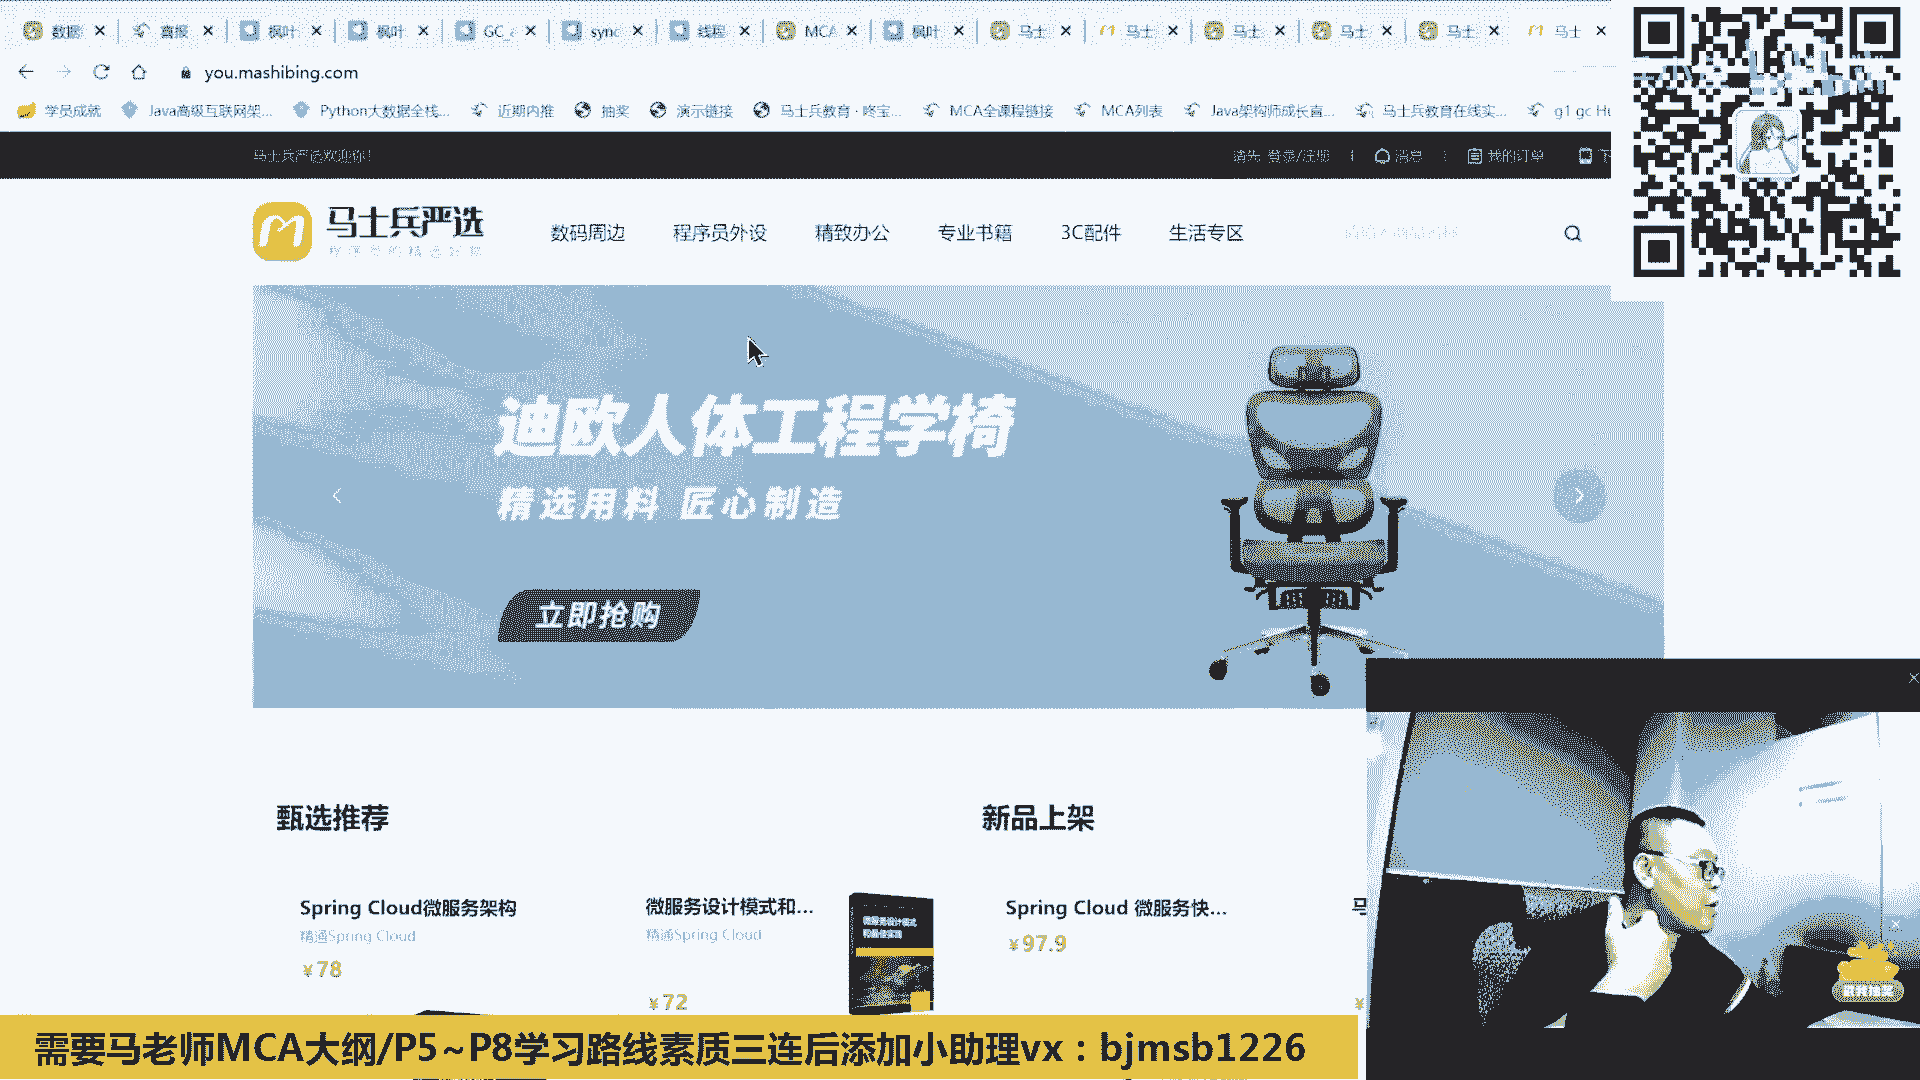 数据
枫叶
枫叶
GC_
sync
线程
MCA
枫叶
马士
马士
马士
马士
马士
马士
you.mashibing.com
学员成就
Java高级互联网架...
Python大数据全栈...
近期内推
抽奖
演示链接
马士兵教育·咚宝...
MCA全课程链接
MCA列表
Java架构师成长直...
马士兵教育在线实...
g1 gc Hu
马士兵严选欢迎你!
请先 登录/注册
消息
我的订单
下
马士兵严选
数码周边
程序员外设
精致办公
专业书籍
3C配件
生活专区
迪欧人体工程学椅
精选用料 匠心制造
立即抢购
甄选推荐
新品上架
Spring Cloud微服务架构
精通Spring Cloud
¥78
微服务设计模式和...
精通Spring Cloud
¥72
Spring Cloud 微服务快...
¥97.9
需要马老师MCA大纲/P5~P8学习路线素质三连后添加小助理vx：bjmsb1226